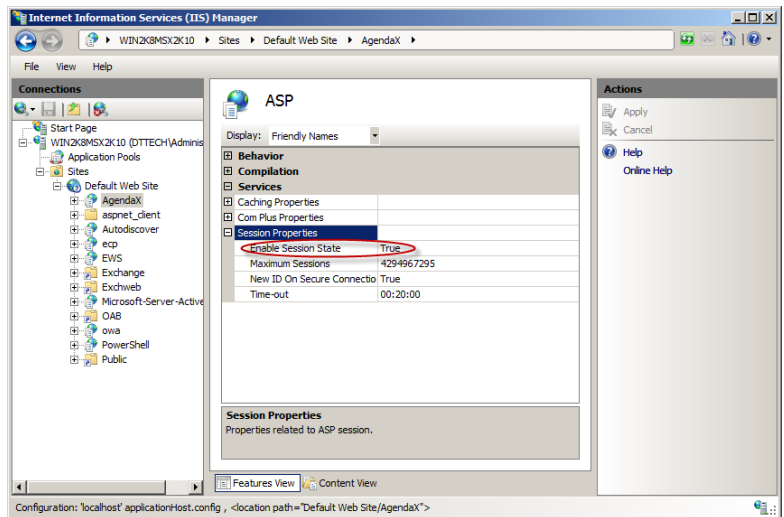 Internet Information Services (IIS) Manager
WIN2K8MSX2K10 Sites Default Web Site AgendaX
File View Help
Connections
Start Page
WIN2K8MSX2K10 (DTTECH\Adminis
Application Pools
Sites
Default Web Site
AgendaX
aspnet_client
Autodiscover
ecp
EWS
Exchange
Exchweb
Microsoft-Server-Active
OAB
owa
PowerShell
Public
ASP
Display: Friendly Names
Behavior
Compilation
Services
Caching Properties
Com Plus Properties
Session Properties
Enable Session State True
Maximum Sessions 4294967295
New ID On Secure Connectio True
Time-out 00:20:00
Session Properties
Properties related to ASP session.
Features View Content View
Actions
Apply
Cancel
Help
Online Help
Configuration: 'localhost' applicationHost.config , <location path="Default Web Site/AgendaX">